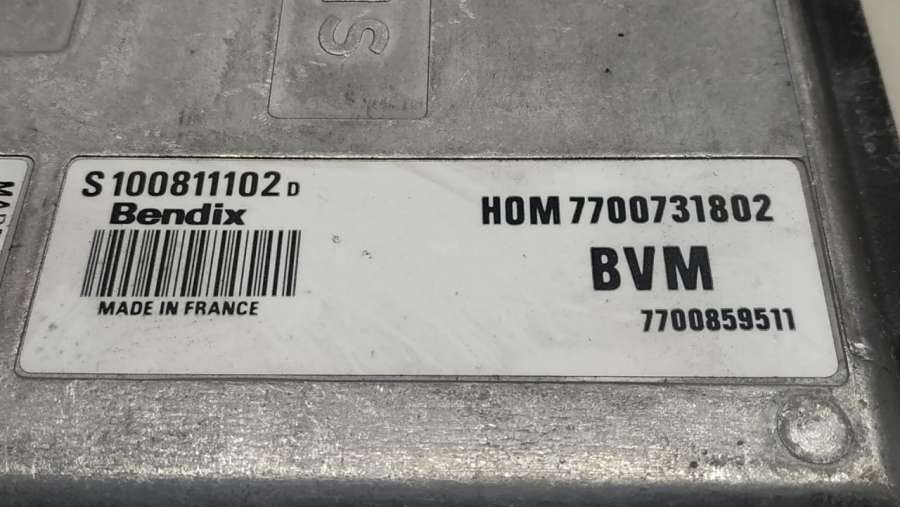 S 100811102 D
Bendix
MADE IN FRANCE
HOM 7700731802
BVM
7700859511